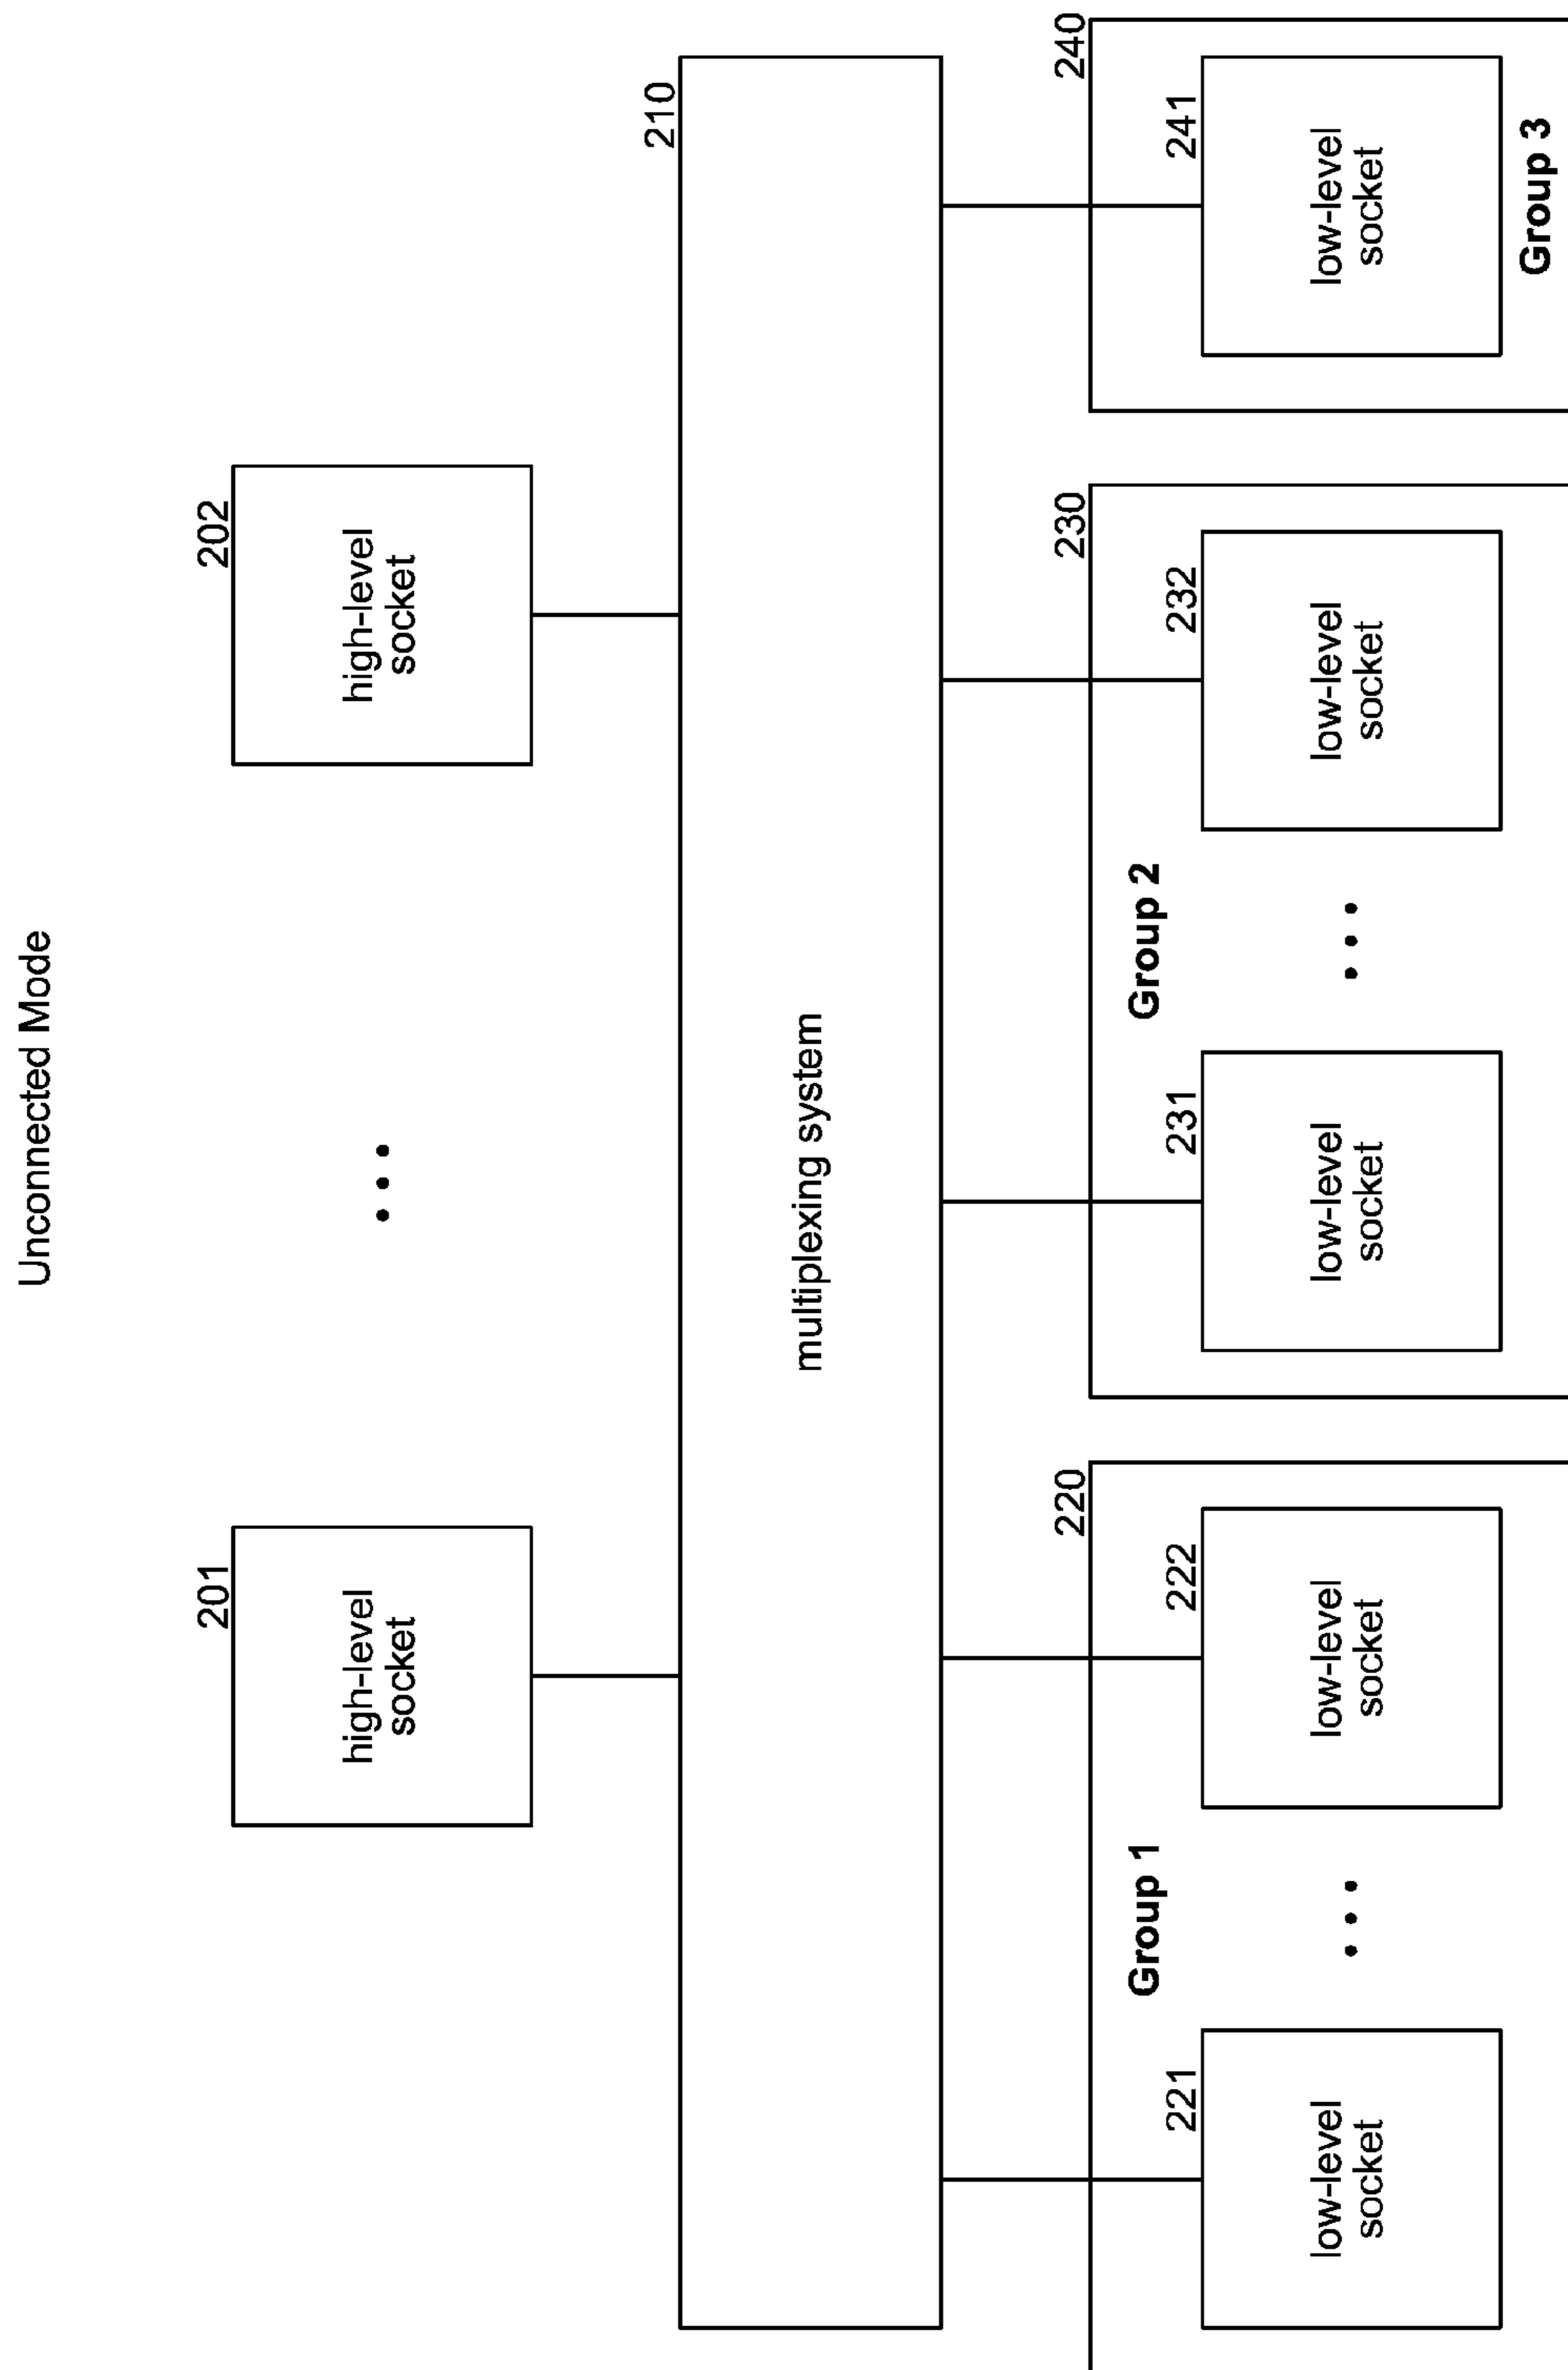 Unconnected Mode
201
high-level
socket
...
202
high-level
socket
210
multiplexing system
220
Group 1
221
low-level
socket
...
222
low-level
socket
230
Group 2
231
low-level
socket
...
232
low-level
socket
240
241
low-level
socket
Group 3